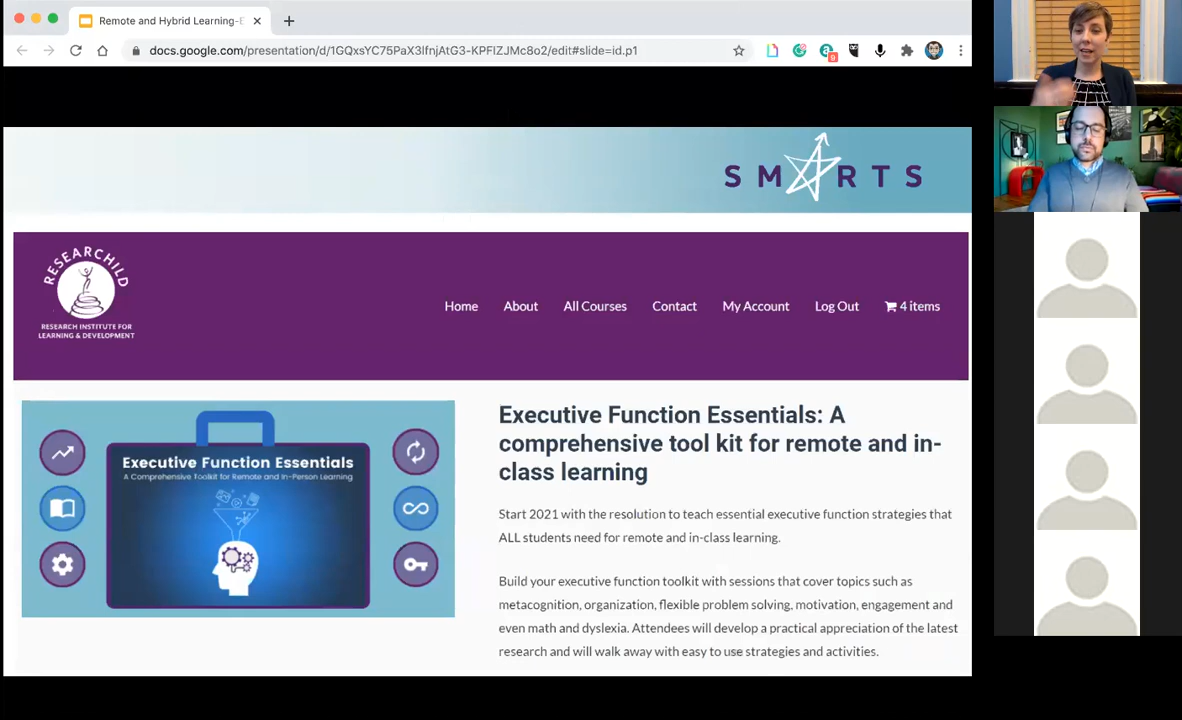 Remote and Hybrid Learning-E
docs.google.com/presentation/d/1GQxsYC75PaX3lfnjAtG3-KPFIZJMc8o2/edit#slide=id.p1
SMARTS
RESEARCHILD
RESEARCH INSTITUTE FOR
LEARNING & DEVELOPMENT
Home About All Courses Contact My Account Log Out 4 items
Executive Function Essentials
A Comprehensive Toolkit for Remote and In-Person Learning
Executive Function Essentials: A
comprehensive tool kit for remote and in-
class learning
Start 2021 with the resolution to teach essential executive function strategies that
ALL students need for remote and in-class learning.
Build your executive function toolkit with sessions that cover topics such as
metacognition, organization, flexible problem solving, motivation, engagement and
even math and dyslexia. Attendees will develop a practical appreciation of the latest
research and will walk away with easy to use strategies and activities.